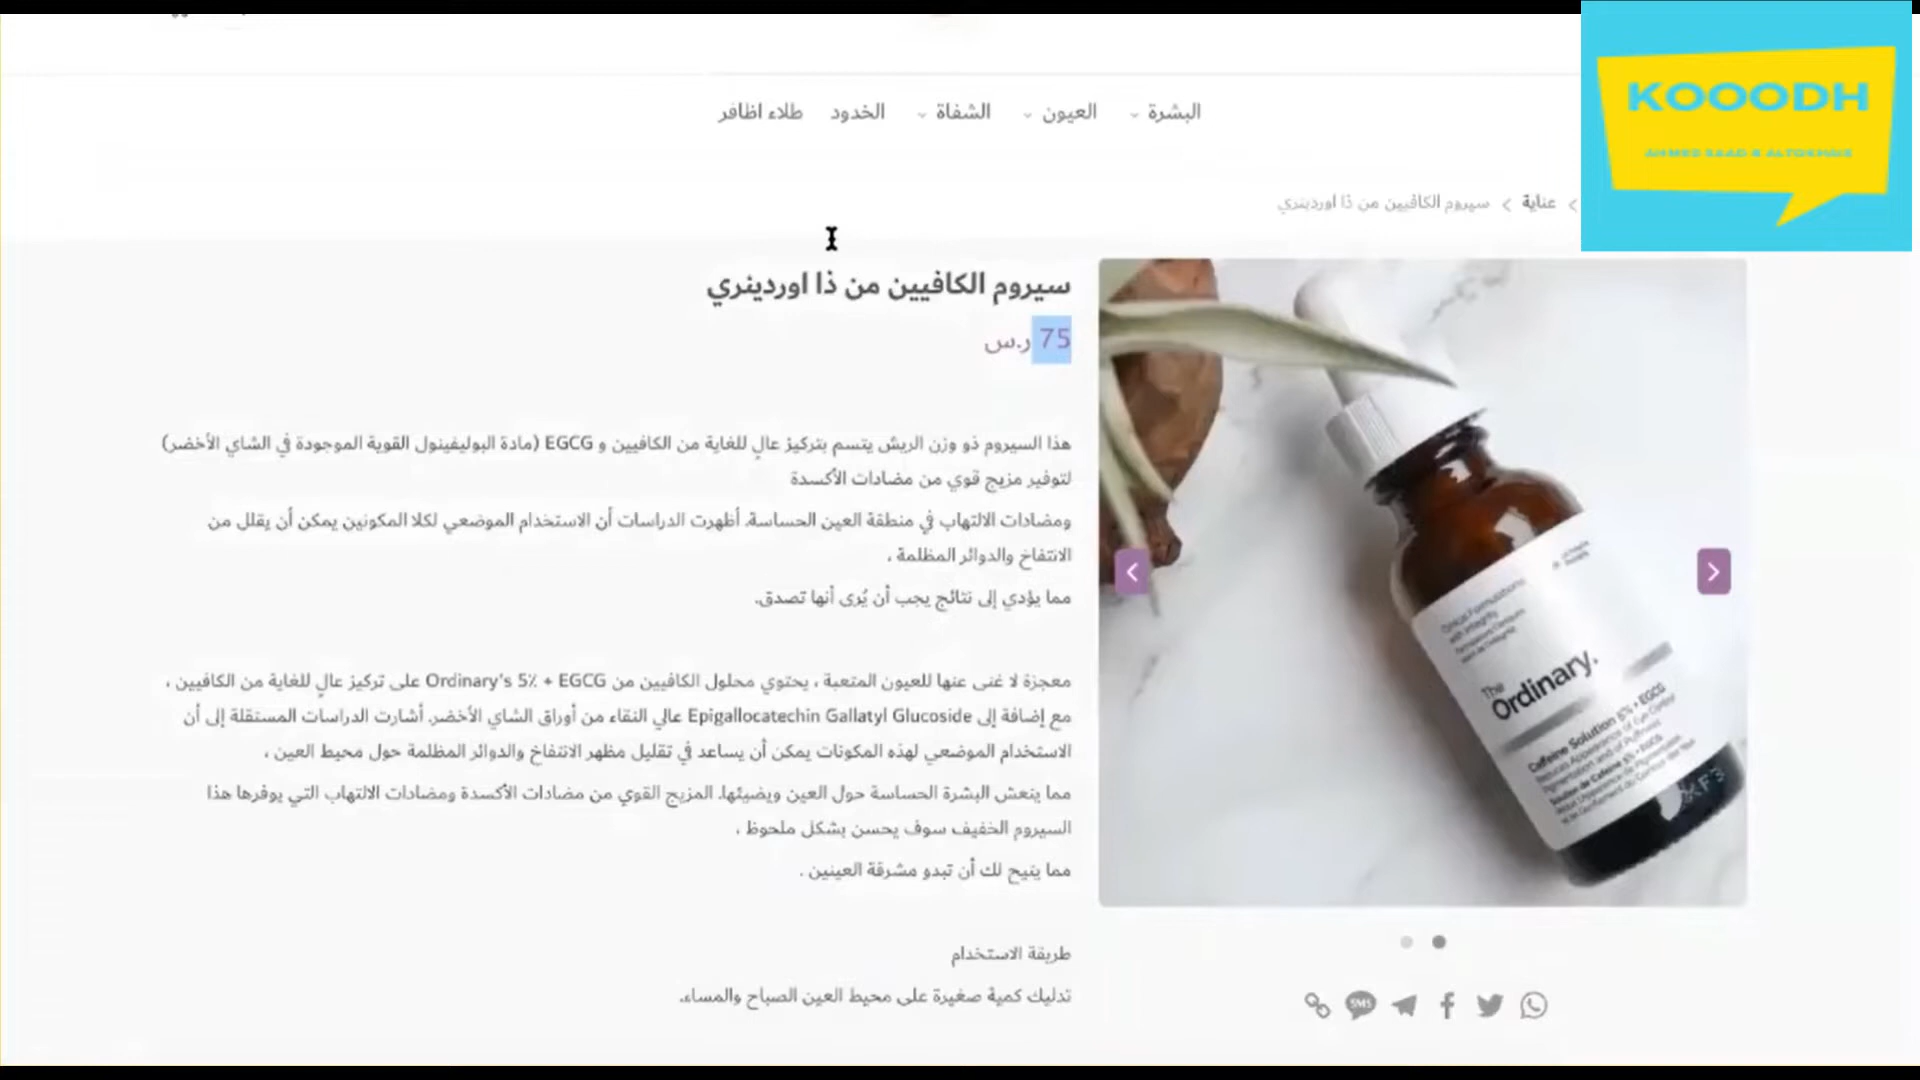 KOOODH
البشرة العيون الشفاة الخدود طلاء اظافر
عناية
سيروم الكافيين من ذا اوردينري
سيروم الكافيين من ذا اوردينري
75 ر.س
هذا السيروم ذو وزن الريش يتسم بتركيز عالٍ للغاية من الكافيين و EGCG (مادة البوليفينول القوية الموجودة في الشاي الأخضر)
لتوفير مزيج قوي من مضادات الأكسدة
ومضادات الالتهاب في منطقة العين الحساسة. أظهرت الدراسات أن الاستخدام الموضعي لكلا المكونين يمكن أن يقلل من
الانتفاخ والدوائر المظلمة ،
مما يؤدي إلى نتائج يجب أن يُرى أنها تصدق.
معجزة لا غنى عنها للعيون المتعبة ، يحتوي محلول الكافيين من Ordinary's 5٪ + EGCG على تركيز عالٍ للغاية من الكافيين ،
مع إضافة إلى Epigallocatechin Gallatyl Glucoside عالي النقاء من أوراق الشاي الأخضر. أشارت الدراسات المستقلة إلى أن
الاستخدام الموضعي لهذه المكونات يمكن أن يساعد في تقليل مظهر الانتفاخ والدوائر المظلمة حول محيط العين ،
مما ينعش البشرة الحساسة حول العين ويضيئها. المزيج القوي من مضادات الأكسدة ومضادات الالتهاب التي يوفرها هذا
السيروم الخفيف سوف يحسن بشكل ملحوظ ،
مما يتيح لك أن تبدو مشرقة العينين .
طريقة الاستخدام
تدليك كمية صغيرة على محيط العين الصباح والمساء.
The
Ordinary.
Caffeine Solution 5% + EGCG
SMS